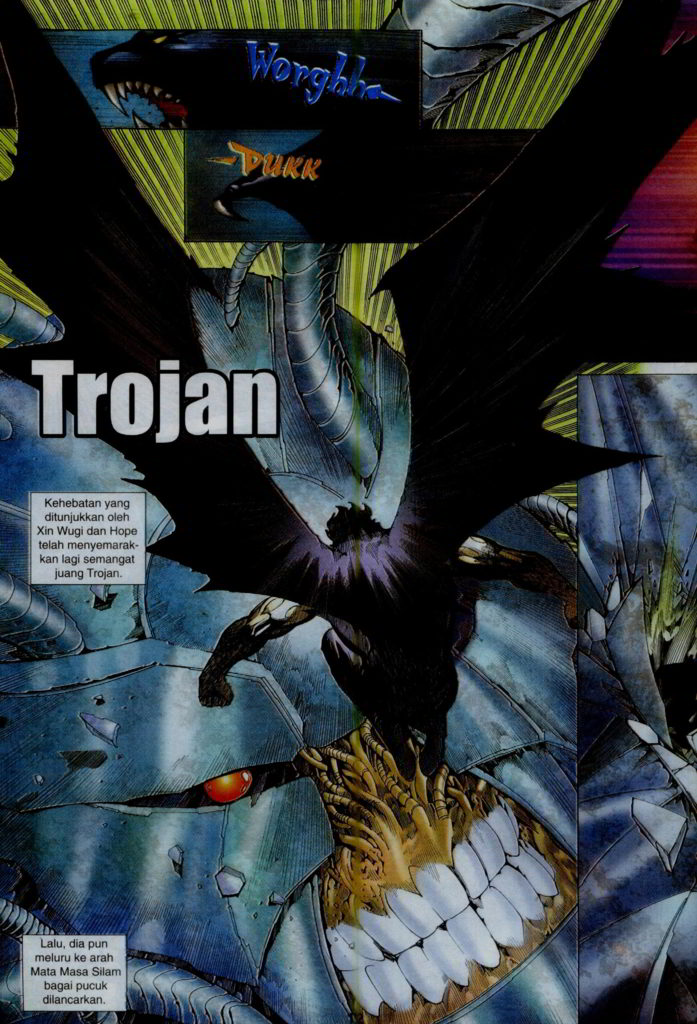 Worghh
PUKK
Trojan
Kehebatan yang
ditunjukkan oleh
Xin Wugi dan Hope
telah menyemarak-
kan lagi semangat
juang Trojan.
Lalu, dia pun
meluru ke arah
Mata Masa Silam
bagai pucuk
dilancarkan.